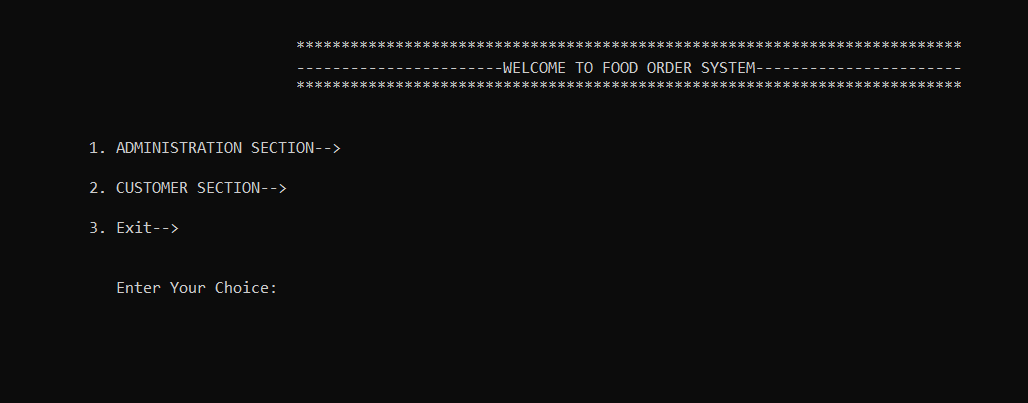 **************************************************************************
-----------------------WELCOME TO FOOD ORDER SYSTEM-----------------------
**************************************************************************
1. ADMINISTRATION SECTION-->
2. CUSTOMER SECTION-->
3. Exit-->
Enter Your Choice: